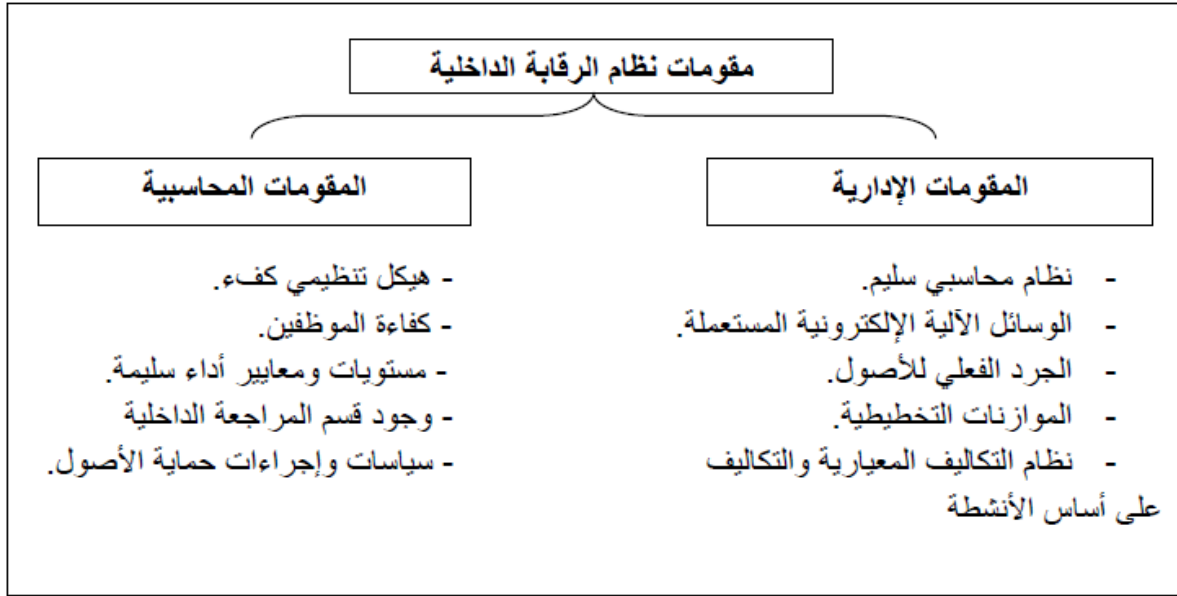 مقومات نظام الرقابة الداخلية
المقومات الإدارية
- نظام محاسبي سليم.
- الوسائل الآلية الإلكترونية المستعملة.
- الجرد الفعلي للأصول.
- الموازنات التخطيطية.
- نظام التكاليف المعيارية والتكاليف
على أساس الأنشطة
المقومات المحاسبية
- هيكل تنظيمي كفء.
- كفاءة الموظفين.
- مستويات ومعايير أداء سليمة.
- وجود قسم المراجعة الداخلية
- سياسات وإجراءات حماية الأصول.